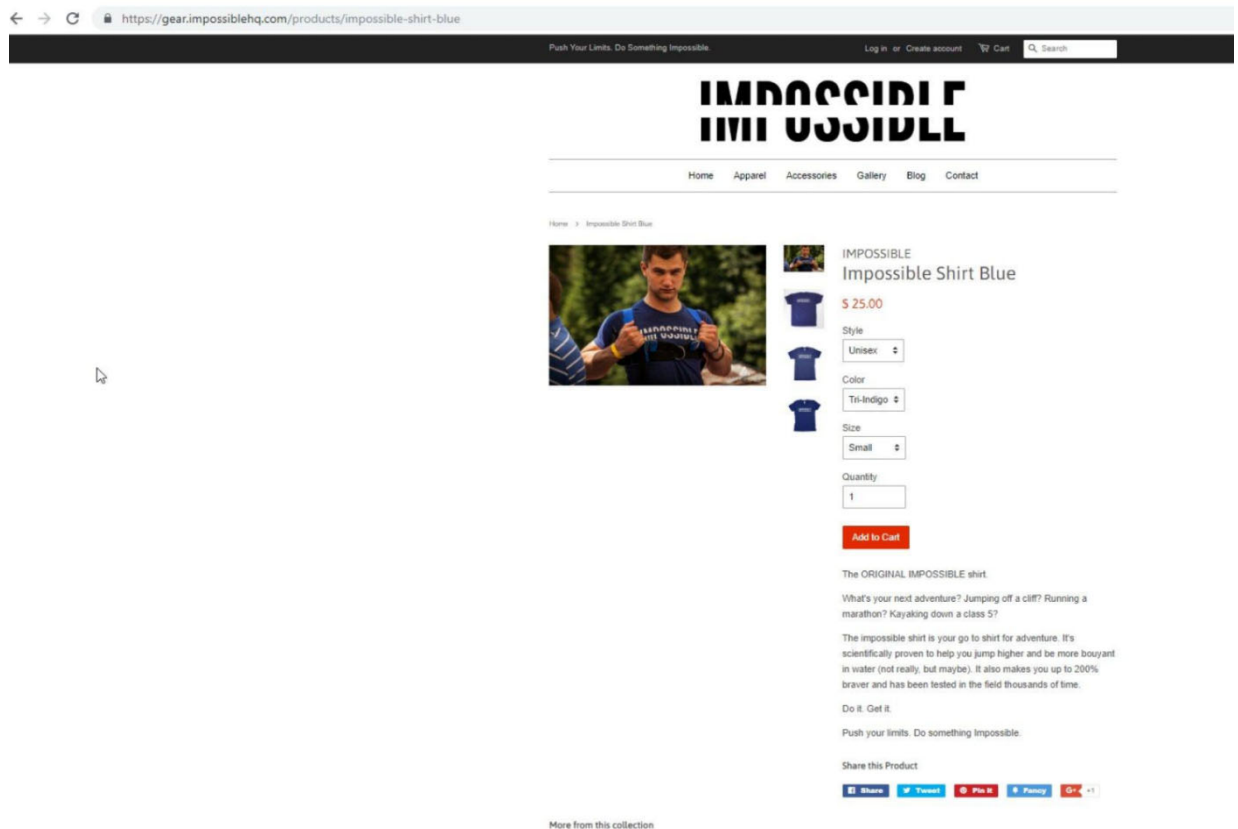 https://gear.impossiblehq.com/products/impossible-shirt-blue
Push Your Limits. Do Something Impossible.
Log in or Create account Cart Search
IMPOSSIBLE
Home Apparel Accessories Gallery Blog Contact
Home > Impossible Shirt Blue
IMPOSSIBLE
IMPOSSIBLE
Impossible Shirt Blue
$ 25.00
Style
Unisex
Color
Tri-Indigo
Size
Small
Quantity
1
Add to Cart
The ORIGINAL IMPOSSIBLE shirt.
What's your next adventure? Jumping off a cliff? Running a
marathon? Kayaking down a class 5?
The impossible shirt is your go to shirt for adventure. It's
scientifically proven to help you jump higher and be more bouyant
in water (not really, but maybe). It also makes you up to 200%
braver and has been tested in the field thousands of time.
Do it. Get it.
Push your limits. Do something Impossible.
Share this Product
Share Tweet Pin it Fancy G+ +1
More from this collection